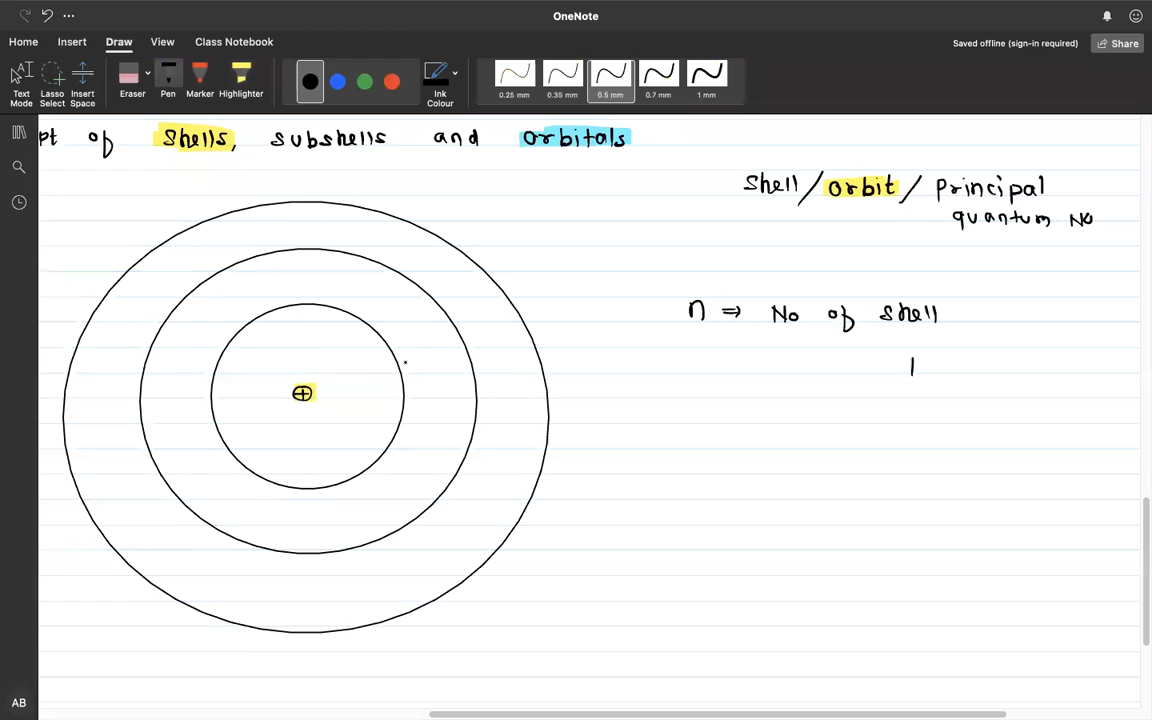 OneNote
Home Insert Draw View Class Notebook
Saved offline (sign-in required) Share
Text Mode
Lasso Select
Insert Space
Eraser
Pen
Marker
Highlighter
Ink Colour
0.25 mm 0.35 mm 0.5 mm 0.7 mm 1 mm
pt of Shells, subshells and orbitals
Shell/orbit/principal
quantum No
n ⇒ No of shell
1
+
AB